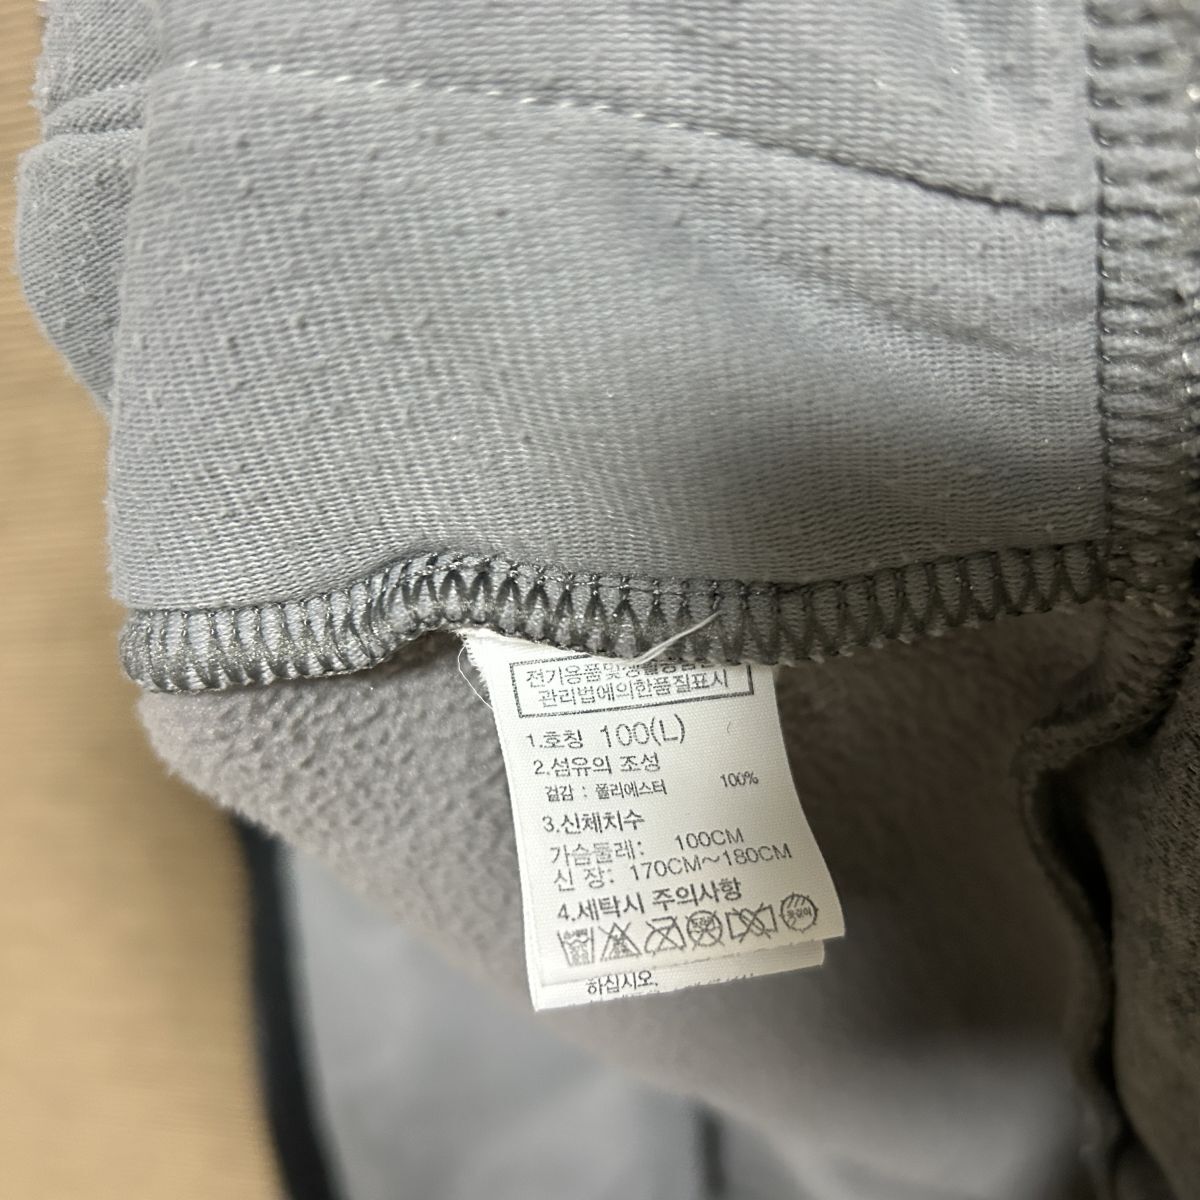 전기용품및생활용품안전
관리법에의한품질표시
1.호칭 100(L)
2.섬유의 조성
겉감 : 폴리에스터 100%
3.신체치수
가슴둘레: 100CM
신 장: 170CM~180CM
4.세탁시 주의사항
하십시오.